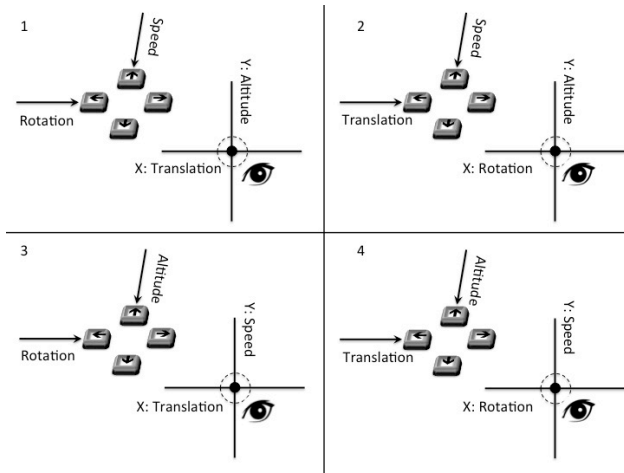 1
Speed
Rotation
Y: Altitude
X: Translation
2
Speed
Translation
Y: Altitude
X: Rotation
3
Altitude
Rotation
Y: Speed
X: Translation
4
Altitude
Translation
Y: Speed
X: Rotation